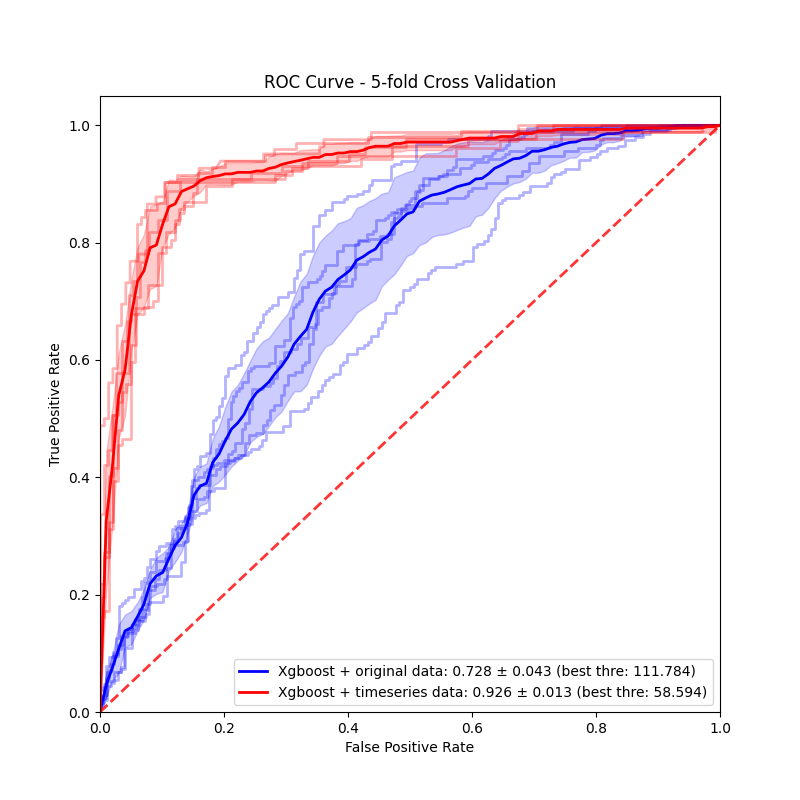 ROC Curve - 5-fold Cross Validation
True Positive Rate
1.0
0.8
0.6
0.4
0.2
0.0
Xgboost + original data: 0.728 ± 0.043 (best thre: 111.784)
Xgboost + timeseries data: 0.926 ± 0.013 (best thre: 58.594)
0.0 0.2 0.4 0.6 0.8 1.0
False Positive Rate